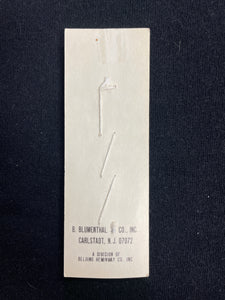 B. BLUMENTHAL & CO., INC.
CARLSTADT, N.J. 07072
A DIVISION OF
BELDING HEMINWAY CO. INC.